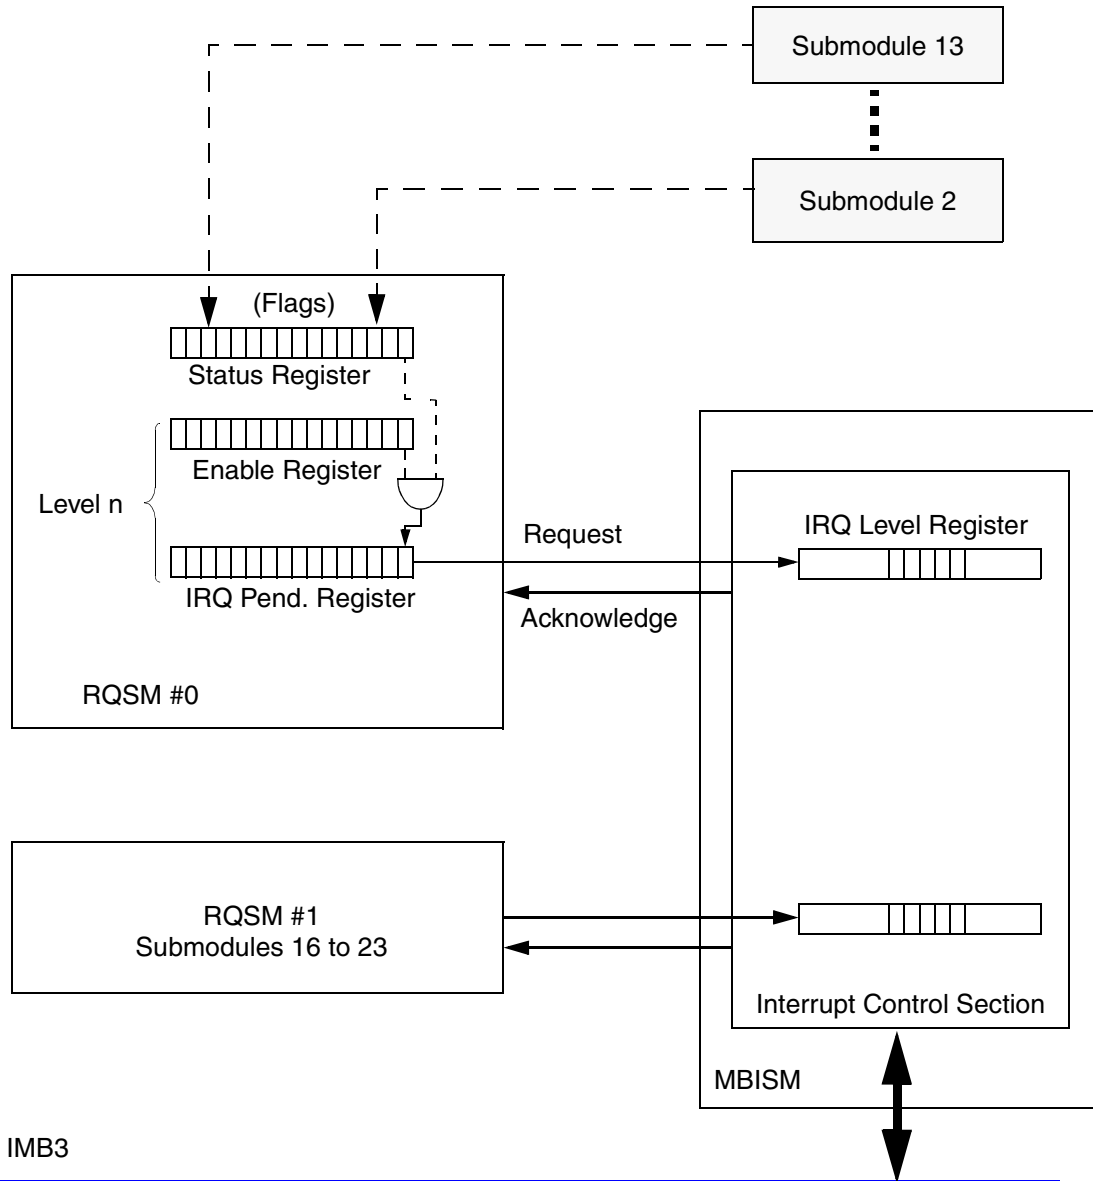 Submodule 13
Submodule 2
(Flags)
Status Register
Enable Register
Level n
IRQ Pend. Register
RQSM #0
Request
Acknowledge
IRQ Level Register
RQSM #1
Submodules 16 to 23
Interrupt Control Section
MBISM
IMB3